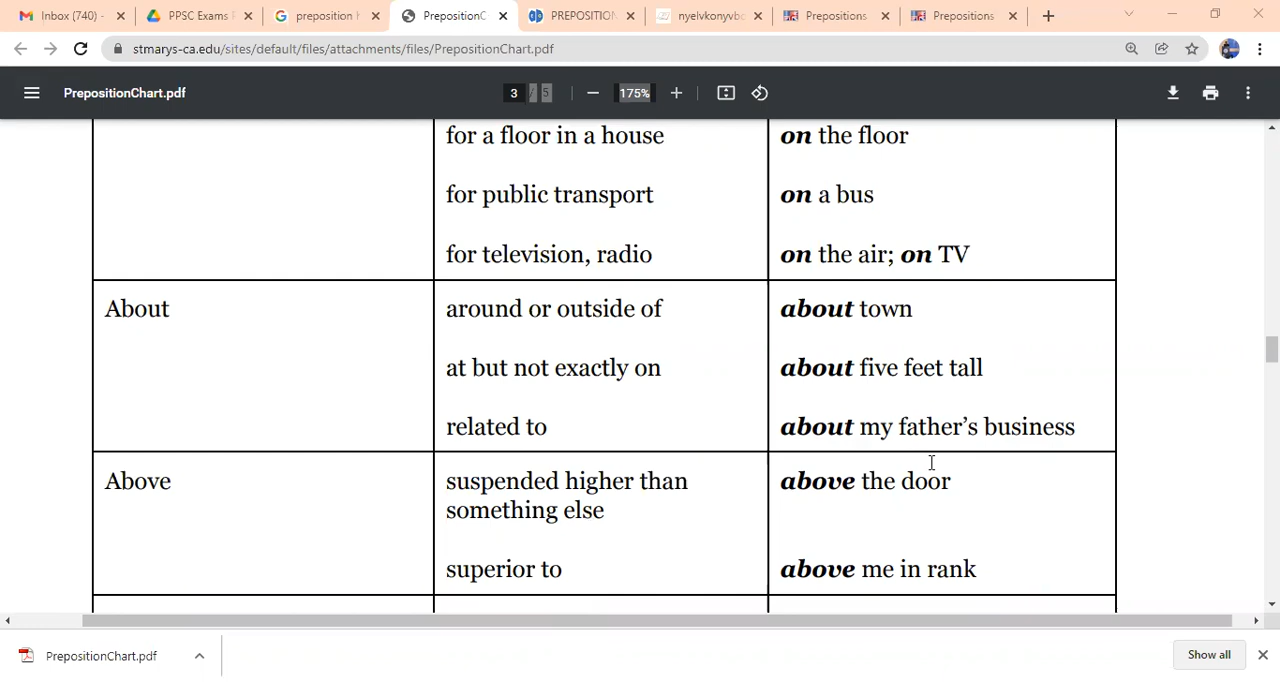 Inbox (740) -
PPSC Exams F
preposition h
PrepositionC
PREPOSITION
nyelvkonyvbo
Prepositions
Prepositions
stmarys-ca.edu/sites/default/files/attachments/files/PrepositionChart.pdf
PrepositionChart.pdf
3 / 5
175%
for a floor in a house
on the floor
for public transport
on a bus
for television, radio
on the air; on TV
About
around or outside of
about town
at but not exactly on
about five feet tall
related to
about my father’s business
Above
suspended higher than
something else
above the door
superior to
above me in rank
PrepositionChart.pdf
Show all